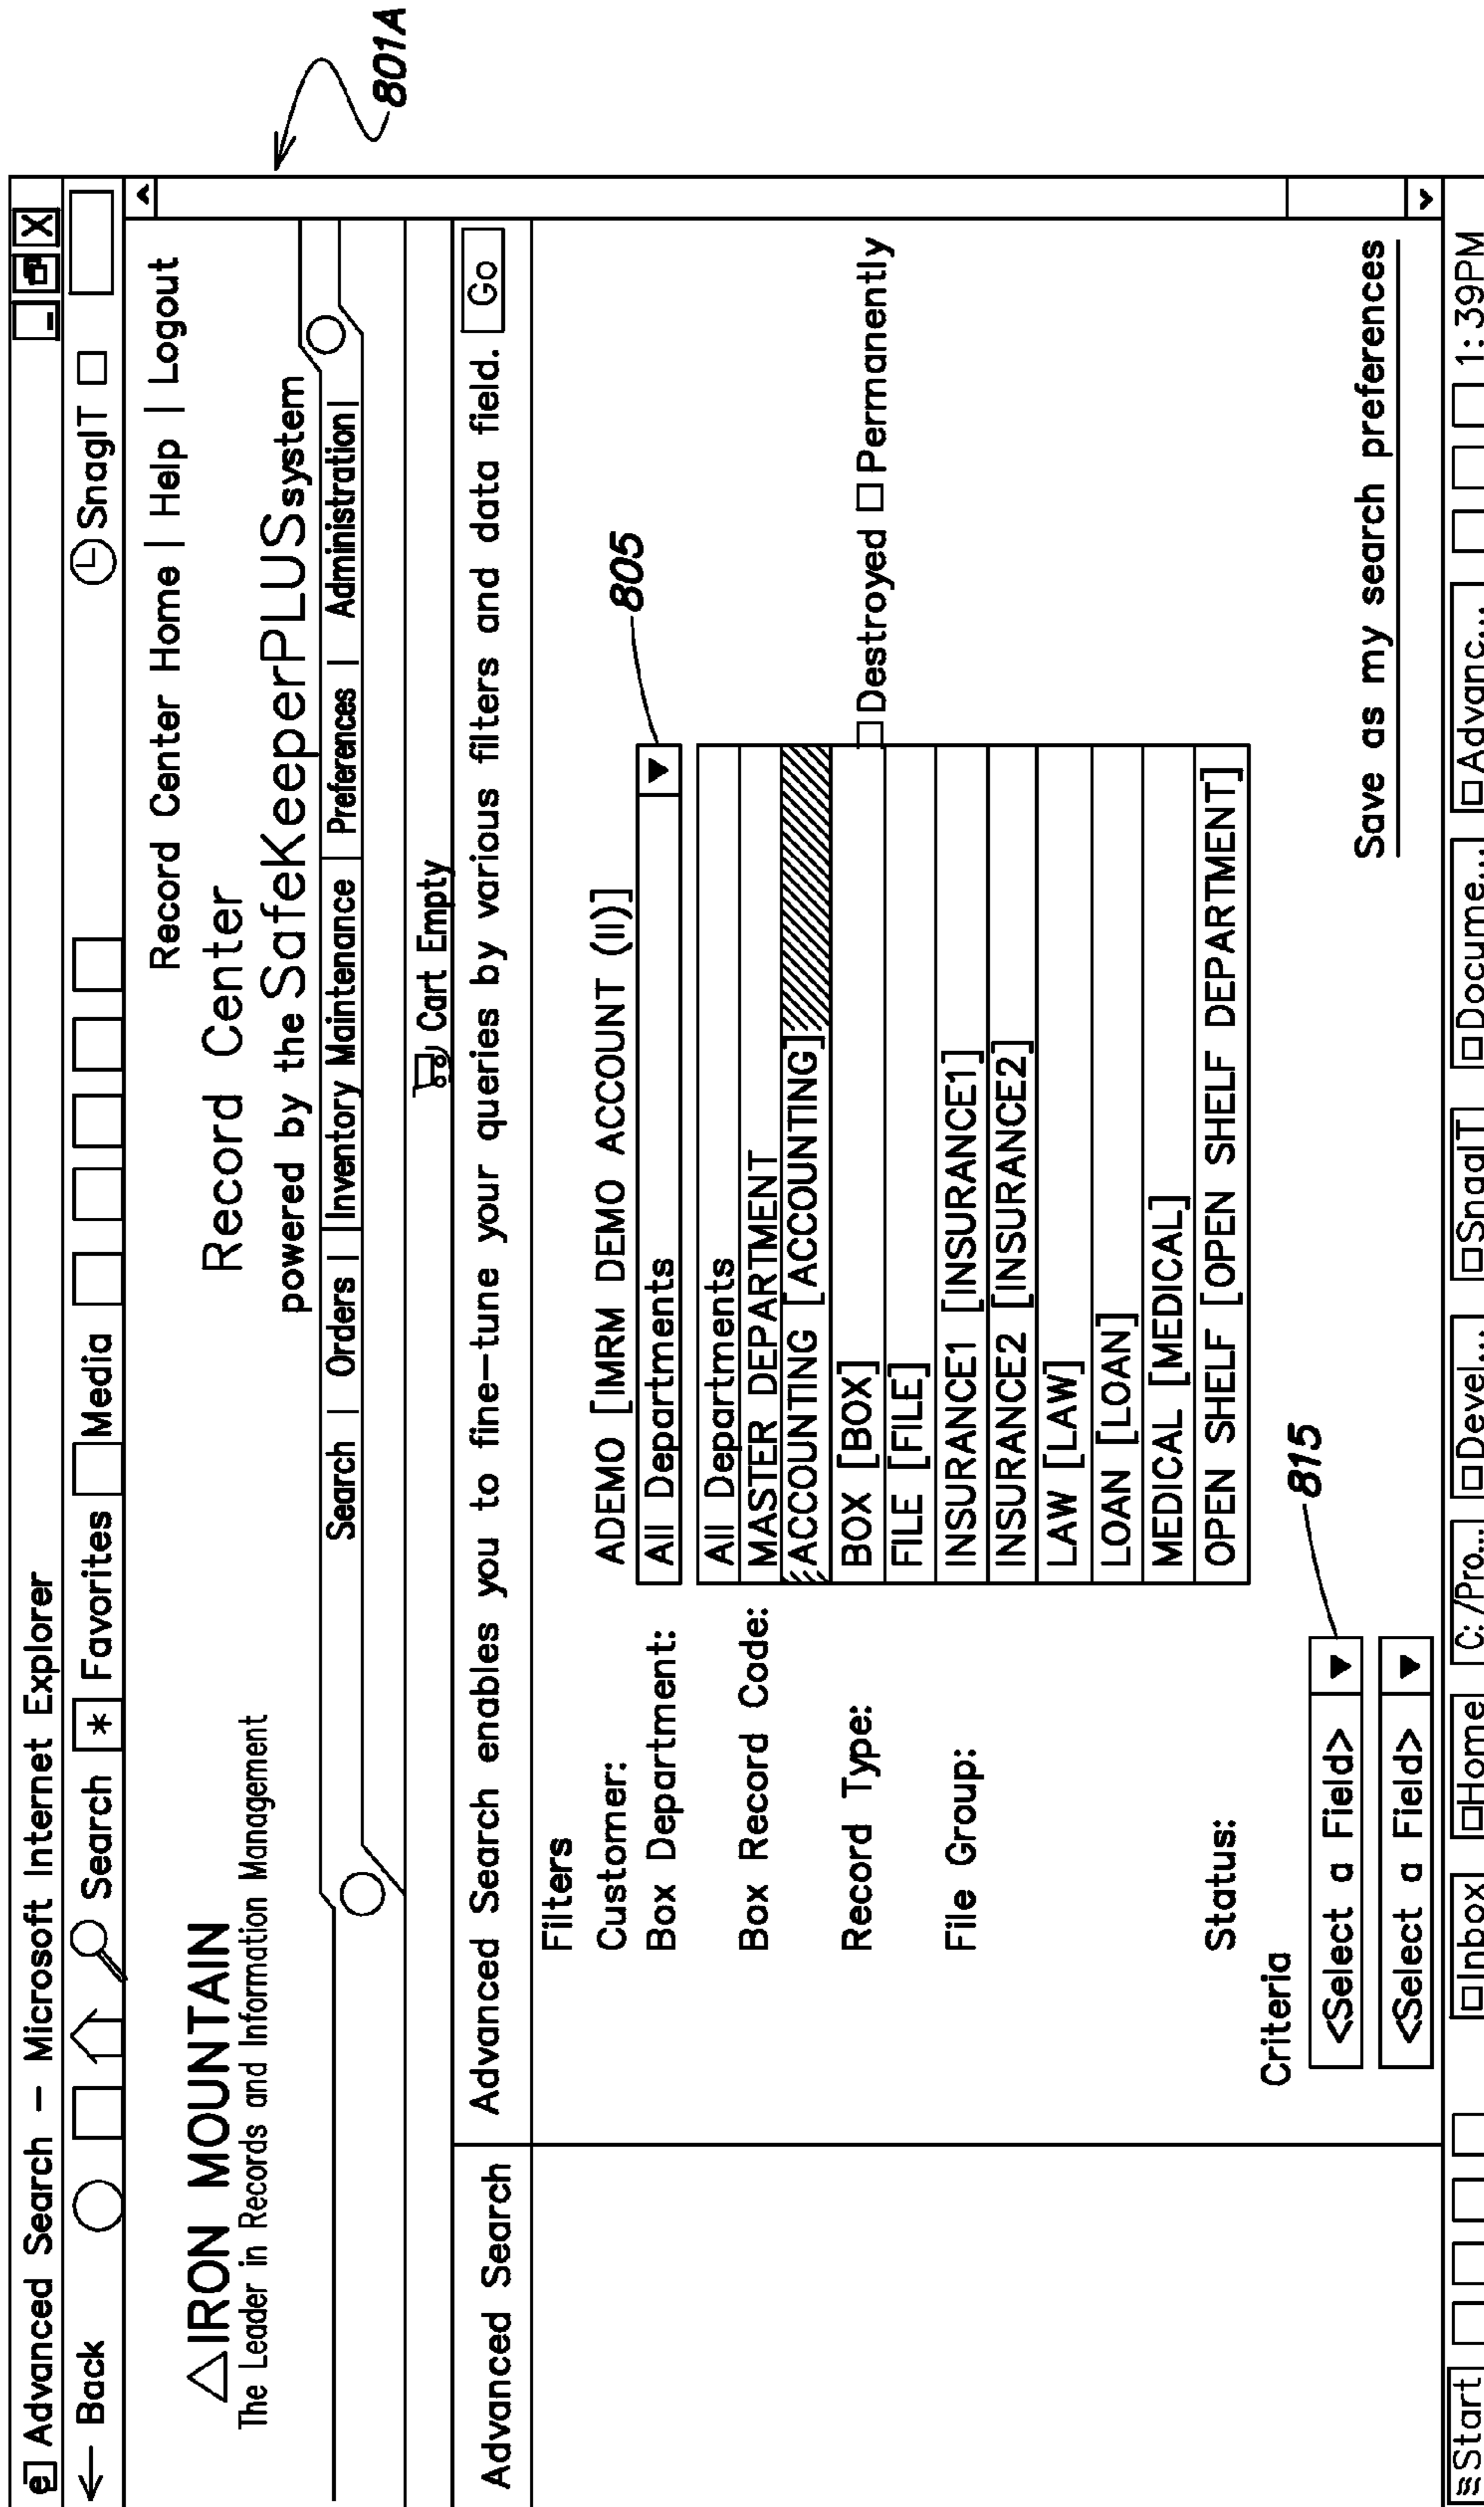 Advanced Search – Microsoft Internet Explorer
← Back Search * Favorites Media SnagIT
801A
Record Center Home | Help | Logout
IRON MOUNTAIN
The Leader in Records and Information Management
Record Center
powered by the SafeKeeperPLUSsystem
Search | Orders | Inventory Maintenance | Preferences | Administration |
Cart Empty
Advanced Search
Advanced Search enables you to fine-tune your queries by various filters and data field. Go
Filters
Customer: ADEMO [IMRM DEMO ACCOUNT (II)]
Box Department: All Departments
805
All Departments
Box Record Code: MASTER DEPARTMENT
ACCOUNTING [ACCOUNTING]
Record Type: BOX [BOX] Destroyed Permanently
FILE [FILE]
File Group: INSURANCE1 [INSURANCE1]
INSURANCE2 [INSURANCE2]
LAW [LAW]
LOAN [LOAN]
MEDICAL [MEDICAL]
Status: OPEN SHELF [OPEN SHELF DEPARTMENT]
Criteria
815
<Select a Field>
Save as my search preferences
<Select a Field>
Start Inbox Home C:/Pro... Devel... SnagIT Docume... Advanc... 1:39PM